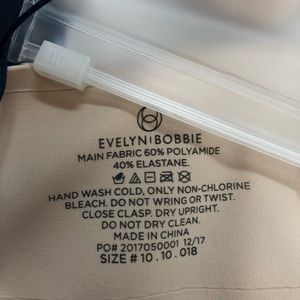 EVELYN BOBBIE
MAIN FABRIC 60% POLYAMIDE
40% ELASTANE.
HAND WASH COLD, ONLY NON-CHLORINE
BLEACH. DO NOT WRING OR TWIST.
CLOSE CLASP. DRY UPRIGHT.
DO NOT DRY CLEAN.
MADE IN CHINA
PO# 2017050001 12/17
SIZE # 10.10.018